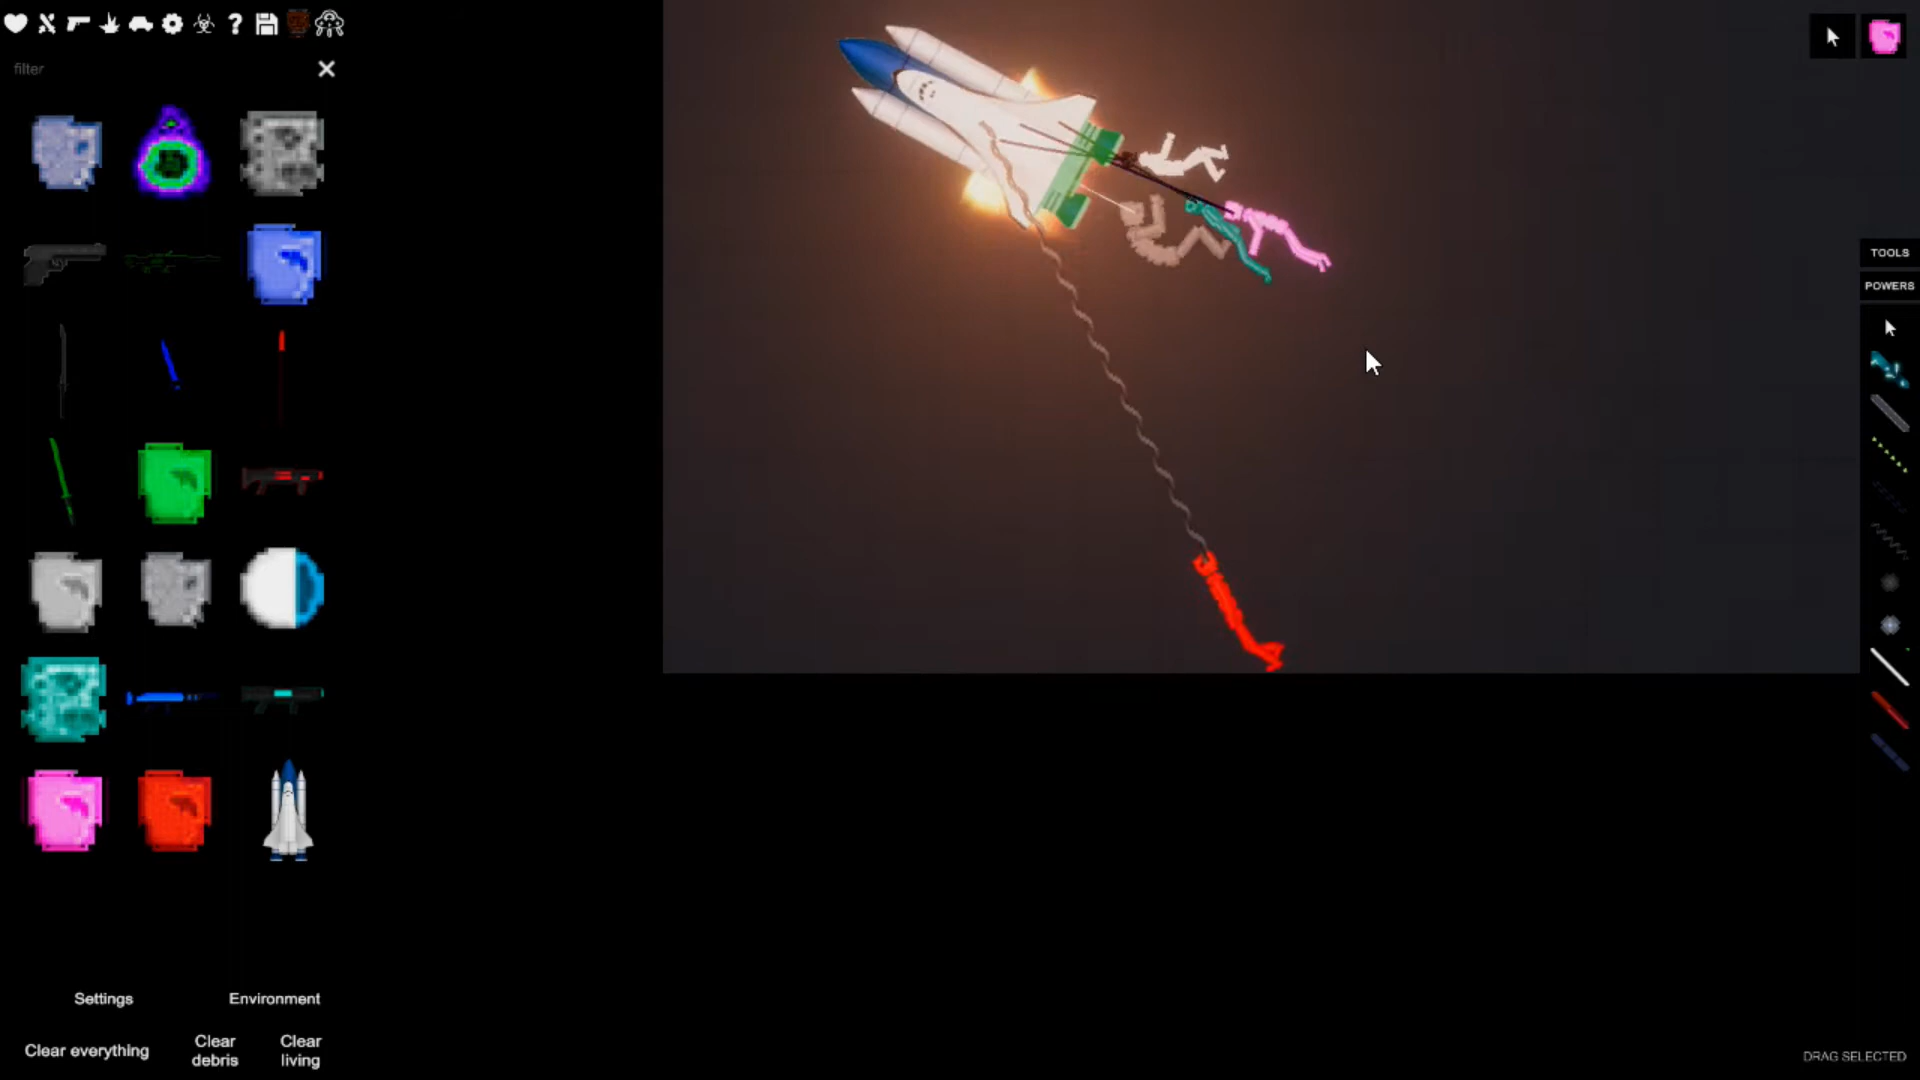 filter
TOOLS
POWERS
Settings
Environment
Clear everything
Clear
debris
Clear
living
DRAG SELECTED